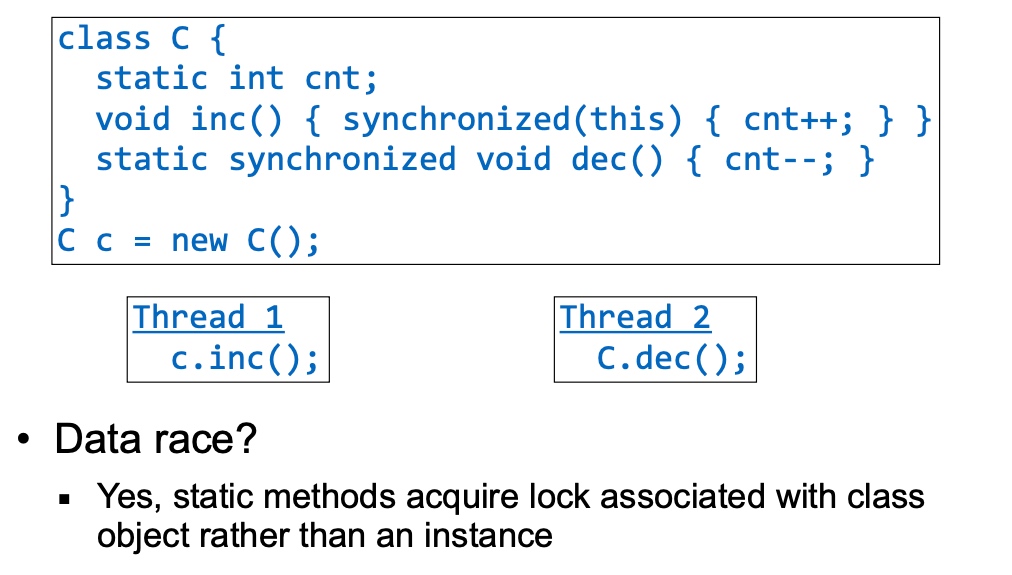 class C {
  static int cnt;
  void inc() { synchronized(this) { cnt++; } }
  static synchronized void dec() { cnt--; }
}
C c = new C();
Thread 1
  c.inc();
Thread 2
  C.dec();
• Data race?
▪ Yes, static methods acquire lock associated with class
object rather than an instance